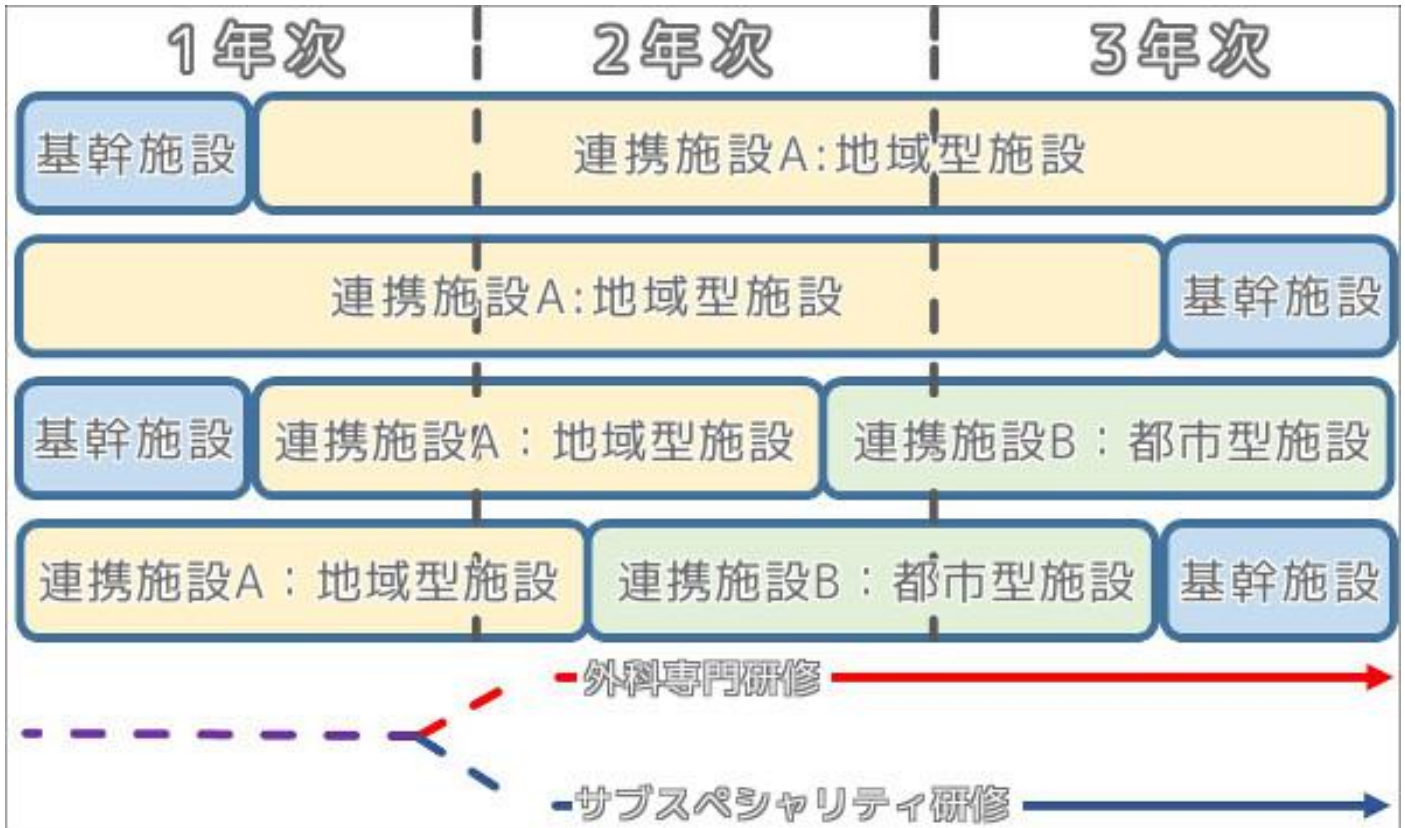 1年次 2年次 3年次
基幹施設 連携施設A:地域型施設
連携施設A:地域型施設 基幹施設
基幹施設 連携施設A：地域型施設 連携施設B：都市型施設
連携施設A：地域型施設 連携施設B：都市型施設 基幹施設
外科専門研修
サブスペシャリティ研修